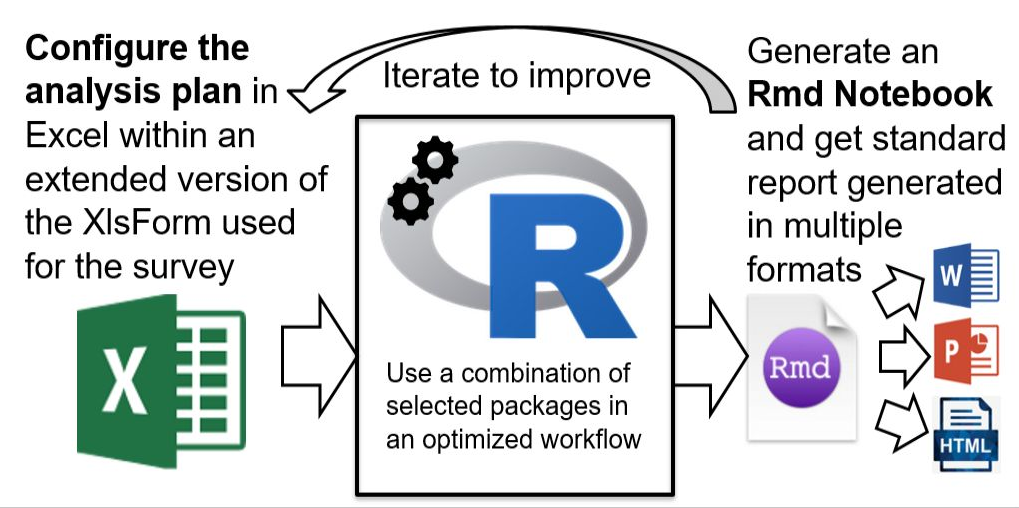 Configure the
analysis plan in
Excel within an
extended version of
the XlsForm used
for the survey
X
Iterate to improve
R
Use a combination of
selected packages in
an optimized workflow
Generate an
Rmd Notebook
and get standard
report generated
in multiple
formats
Rmd
W
P
HTML